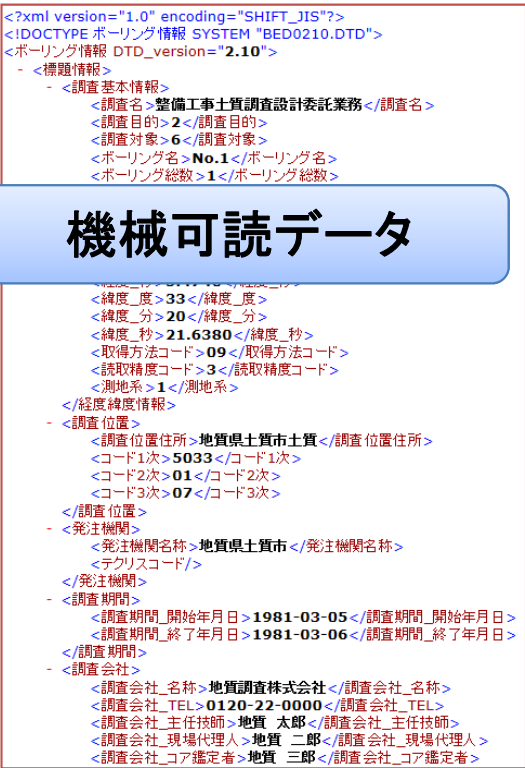 <?xml version="1.0" encoding="SHIFT_JIS"?>
<!DOCTYPE ボーリング情報 SYSTEM "BED0210.DTD">
<ボーリング情報 DTD_version="2.10">
- <標題情報>
- <調査基本情報>
<調査名>整備工事土質調査設計委託業務</調査名>
<調査目的>2</調査目的>
<調査対象>6</調査対象>
<ボーリング名>No.1</ボーリング名>
<ボーリング総数>1</ボーリング総数>
機械可読データ
<緯度_度>33</緯度_度>
<緯度_分>20</緯度_分>
<緯度_秒>21.6380</緯度_秒>
<取得方法コード>09</取得方法コード>
<読取精度コード>3</読取精度コード>
<測地系>1</測地系>
</経度緯度情報>
- <調査位置>
<調査位置住所>地質県土質市土質</調査位置住所>
<コード1次>5033</コード1次>
<コード2次>01</コード2次>
<コード3次>07</コード3次>
</調査位置>
- <発注機関>
<発注機関名称>地質県土質市</発注機関名称>
<テクリスコード/>
</発注機関>
- <調査期間>
<調査期間_開始年月日>1981-03-05</調査期間_開始年月日>
<調査期間_終了年月日>1981-03-06</調査期間_終了年月日>
</調査期間>
- <調査会社>
<調査会社_名称>地質調査株式会社</調査会社_名称>
<調査会社_TEL>0120-22-0000</調査会社_TEL>
<調査会社_主任技師>地質 太郎</調査会社_主任技師>
<調査会社_現場代理人>地質 二郎</調査会社_現場代理人>
<調査会社_コア鑑定者>地質 三郎</調査会社_コア鑑定者>